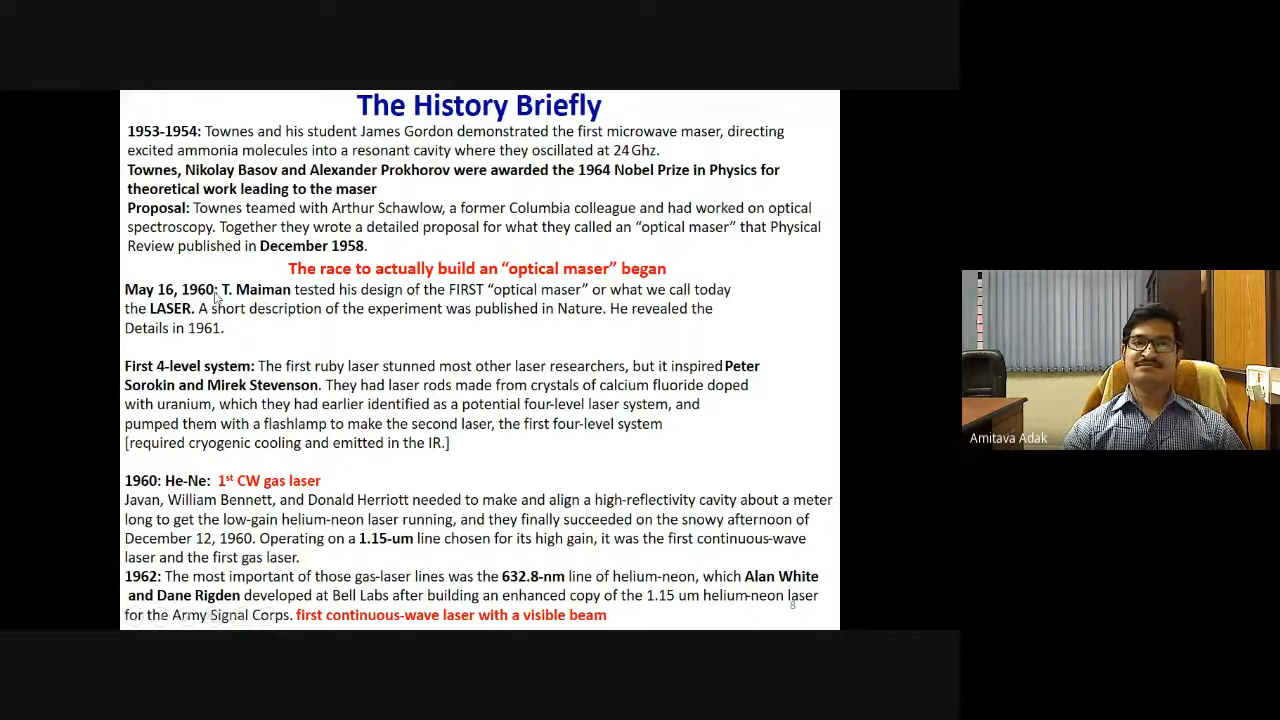 The History Briefly
1953-1954: Townes and his student James Gordon demonstrated the first microwave maser, directing
excited ammonia molecules into a resonant cavity where they oscillated at 24 Ghz.
Townes, Nikolay Basov and Alexander Prokhorov were awarded the 1964 Nobel Prize in Physics for
theoretical work leading to the maser
Proposal: Townes teamed with Arthur Schawlow, a former Columbia colleague and had worked on optical
spectroscopy. Together they wrote a detailed proposal for what they called an “optical maser” that Physical
Review published in December 1958.
The race to actually build an “optical maser” began
May 16, 1960: T. Maiman tested his design of the FIRST “optical maser” or what we call today
the LASER. A short description of the experiment was published in Nature. He revealed the
Details in 1961.
First 4-level system: The first ruby laser stunned most other laser researchers, but it inspired Peter
Sorokin and Mirek Stevenson. They had laser rods made from crystals of calcium fluoride doped
with uranium, which they had earlier identified as a potential four-level laser system, and
pumped them with a flashlamp to make the second laser, the first four-level system
[required cryogenic cooling and emitted in the IR.]
1960: He-Ne: 1st CW gas laser
Javan, William Bennett, and Donald Herriott needed to make and align a high-reflectivity cavity about a meter
long to get the low-gain helium-neon laser running, and they finally succeeded on the snowy afternoon of
December 12, 1960. Operating on a 1.15-um line chosen for its high gain, it was the first continuous-wave
laser and the first gas laser.
1962: The most important of those gas-laser lines was the 632.8-nm line of helium-neon, which Alan White
and Dane Rigden developed at Bell Labs after building an enhanced copy of the 1.15 um helium-neon laser
for the Army Signal Corps. first continuous-wave laser with a visible beam
8
Amitava Adak